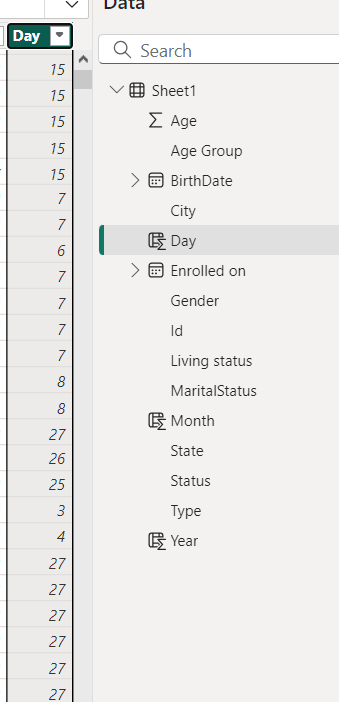 Data
Day
Search
15
15
15
15
15
7
7
6
7
7
7
7
8
8
27
26
25
3
4
27
27
27
27
27
27
Sheet1
Age
Age Group
BirthDate
City
Day
Enrolled on
Gender
Id
Living status
MaritalStatus
Month
State
Status
Type
Year